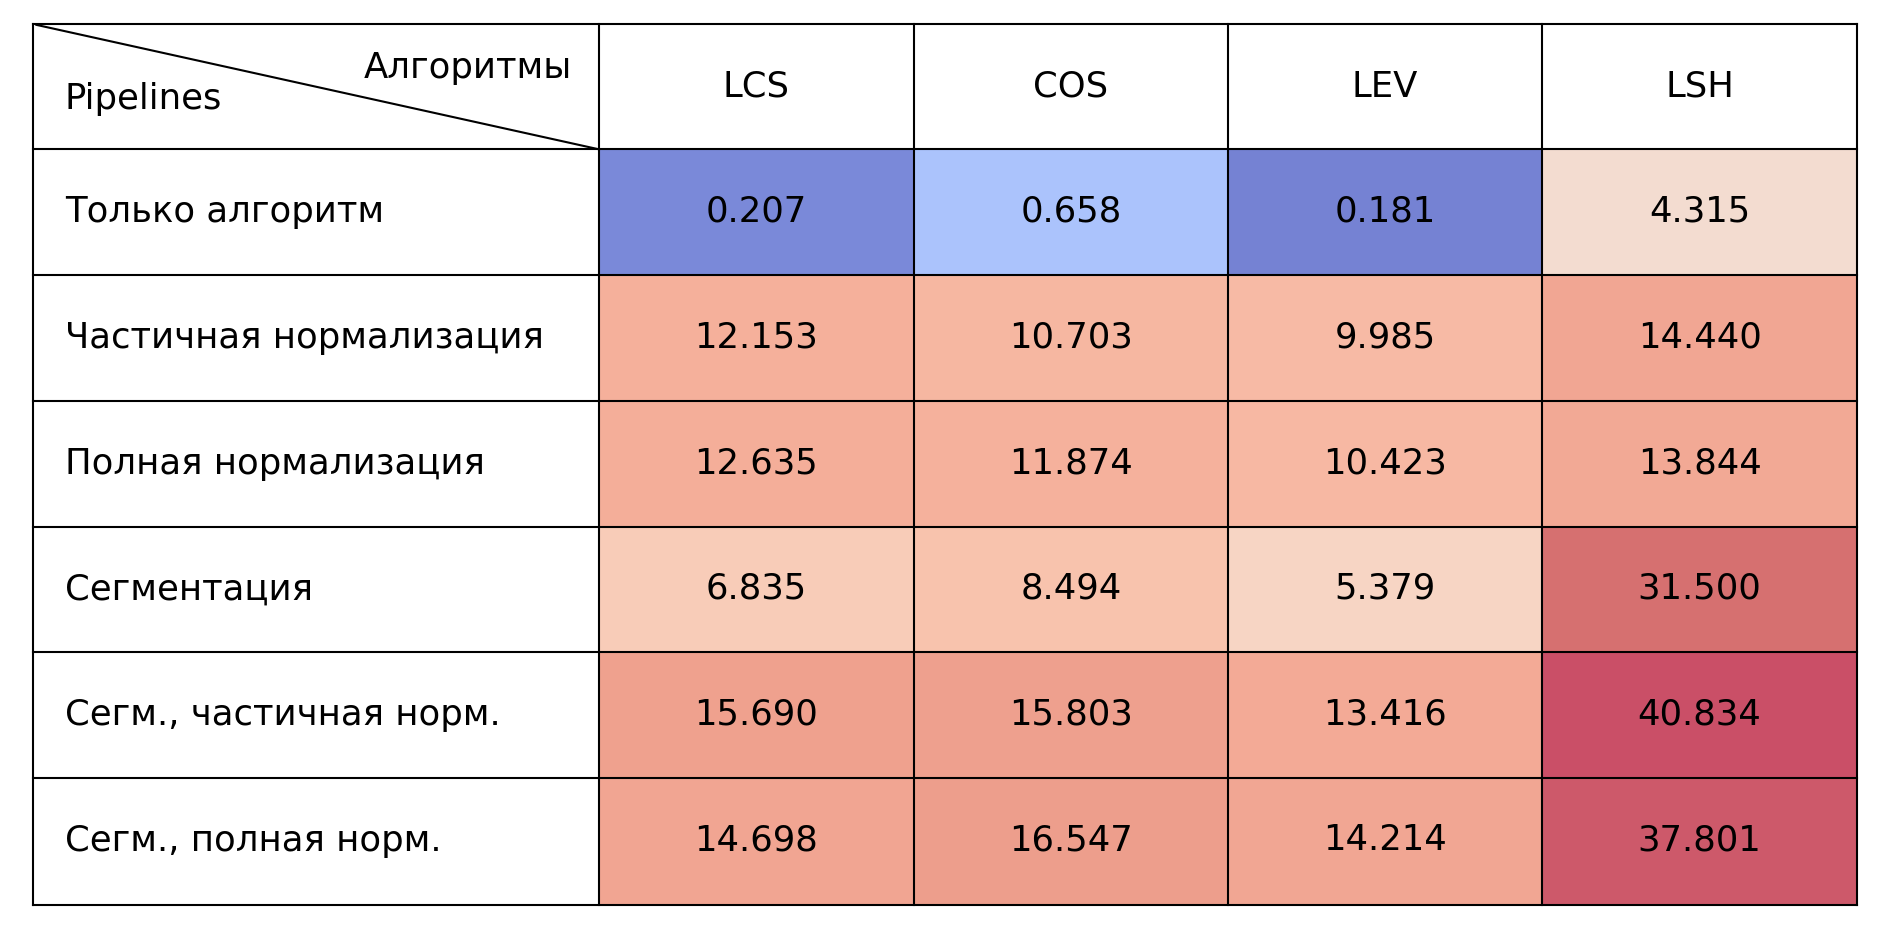 Алгоритмы
Pipelines
LCS COS LEV LSH
Только алгоритм 0.207 0.658 0.181 4.315
Частичная нормализация 12.153 10.703 9.985 14.440
Полная нормализация 12.635 11.874 10.423 13.844
Сегментация 6.835 8.494 5.379 31.500
Сегм., частичная норм. 15.690 15.803 13.416 40.834
Сегм., полная норм. 14.698 16.547 14.214 37.801